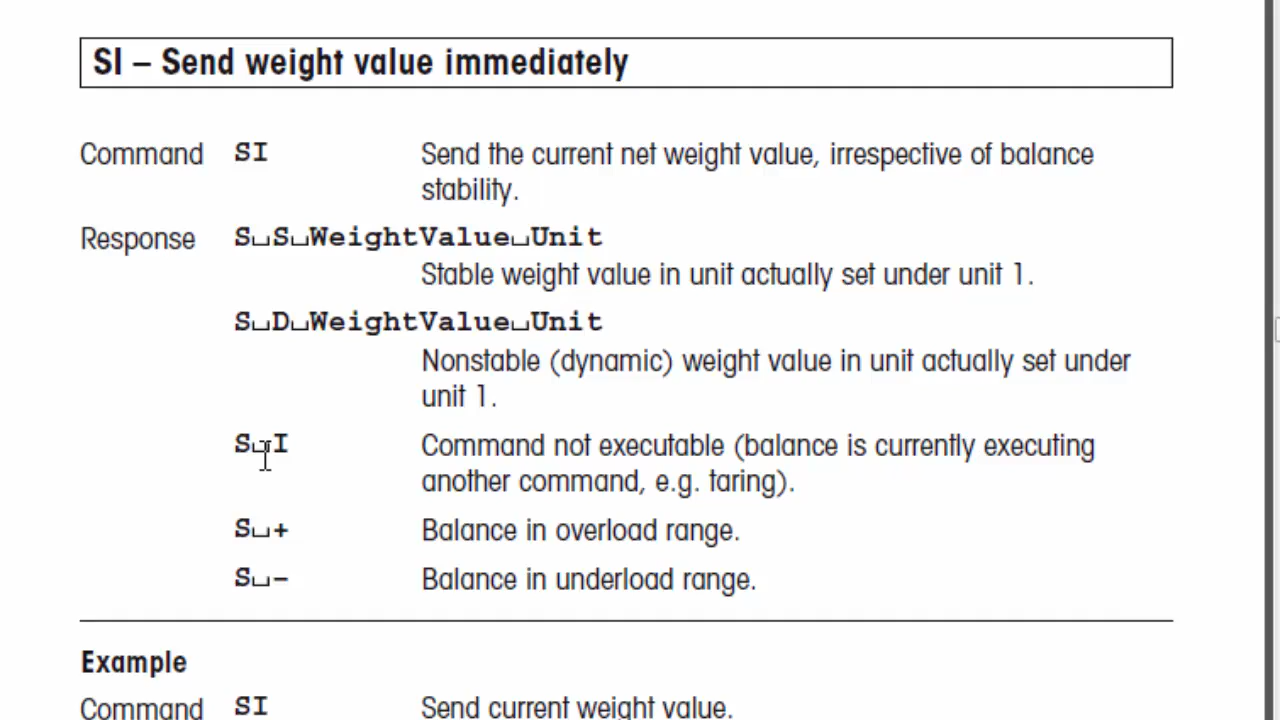 SI – Send weight value immediately
Command SI Send the current net weight value, irrespective of balance
stability.
Response S␣S␣WeightValue␣Unit
Stable weight value in unit actually set under unit 1.
S␣D␣WeightValue␣Unit
Nonstable (dynamic) weight value in unit actually set under
unit 1.
S␣I Command not executable (balance is currently executing
another command, e.g. taring).
S␣+ Balance in overload range.
S␣– Balance in underload range.
Example
Command SI Send current weight value.